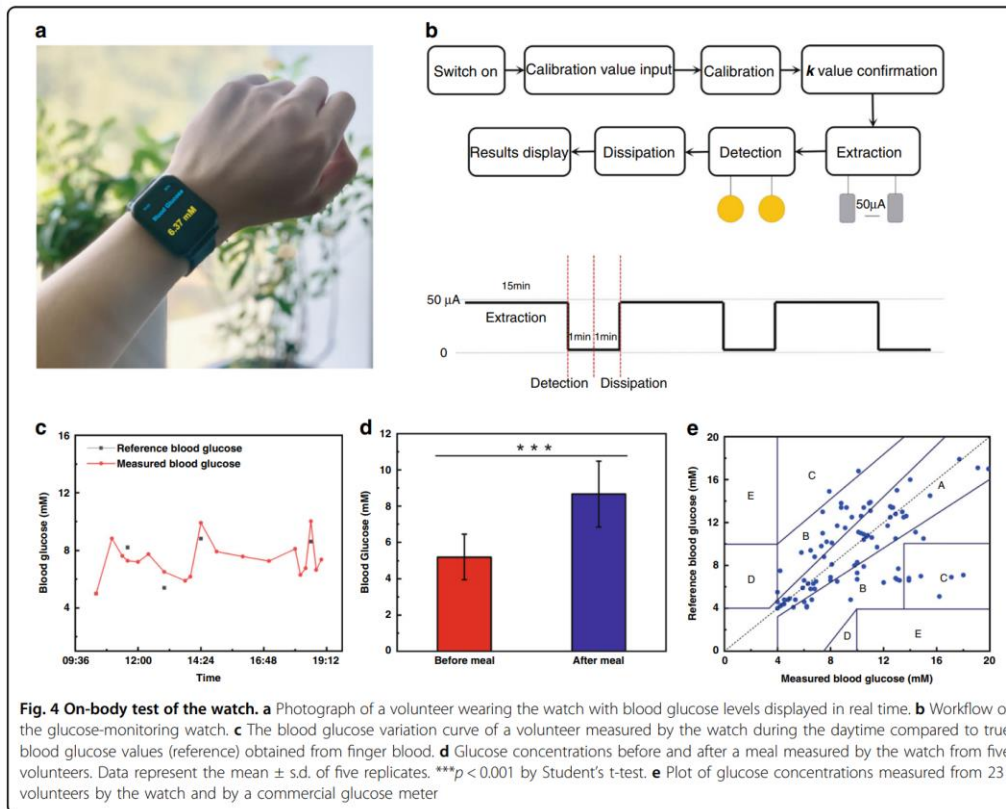 a
Blood Glucose
6.37 mM
b
Switch on
Calibration value input
Calibration
k value confirmation
Results display
Dissipation
Detection
Extraction
50μA
15min
50 μA
Extraction
1min
1min
0
Detection
Dissipation
c
16
12
8
4
Blood glucose (mM)
Reference blood glucose
Measured blood glucose
09:36
12:00
14:24
16:48
19:12
Time
d
12
10
8
6
4
2
0
Blood Glucose (mM)
* * *
Before meal
After meal
e
20
16
12
8
4
0
Reference blood glucose (mM)
E
C
A
B
D
B
C
D
E
0
4
8
12
16
20
Measured blood glucose (mM)
Fig. 4 On-body test of the watch. a Photograph of a volunteer wearing the watch with blood glucose levels displayed in real time. b Workflow o
the glucose-monitoring watch. c The blood glucose variation curve of a volunteer measured by the watch during the daytime compared to true
blood glucose values (reference) obtained from finger blood. d Glucose concentrations before and after a meal measured by the watch from five
volunteers. Data represent the mean ± s.d. of five replicates. ***p < 0.001 by Student's t-test. e Plot of glucose concentrations measured from 23
volunteers by the watch and by a commercial glucose meter